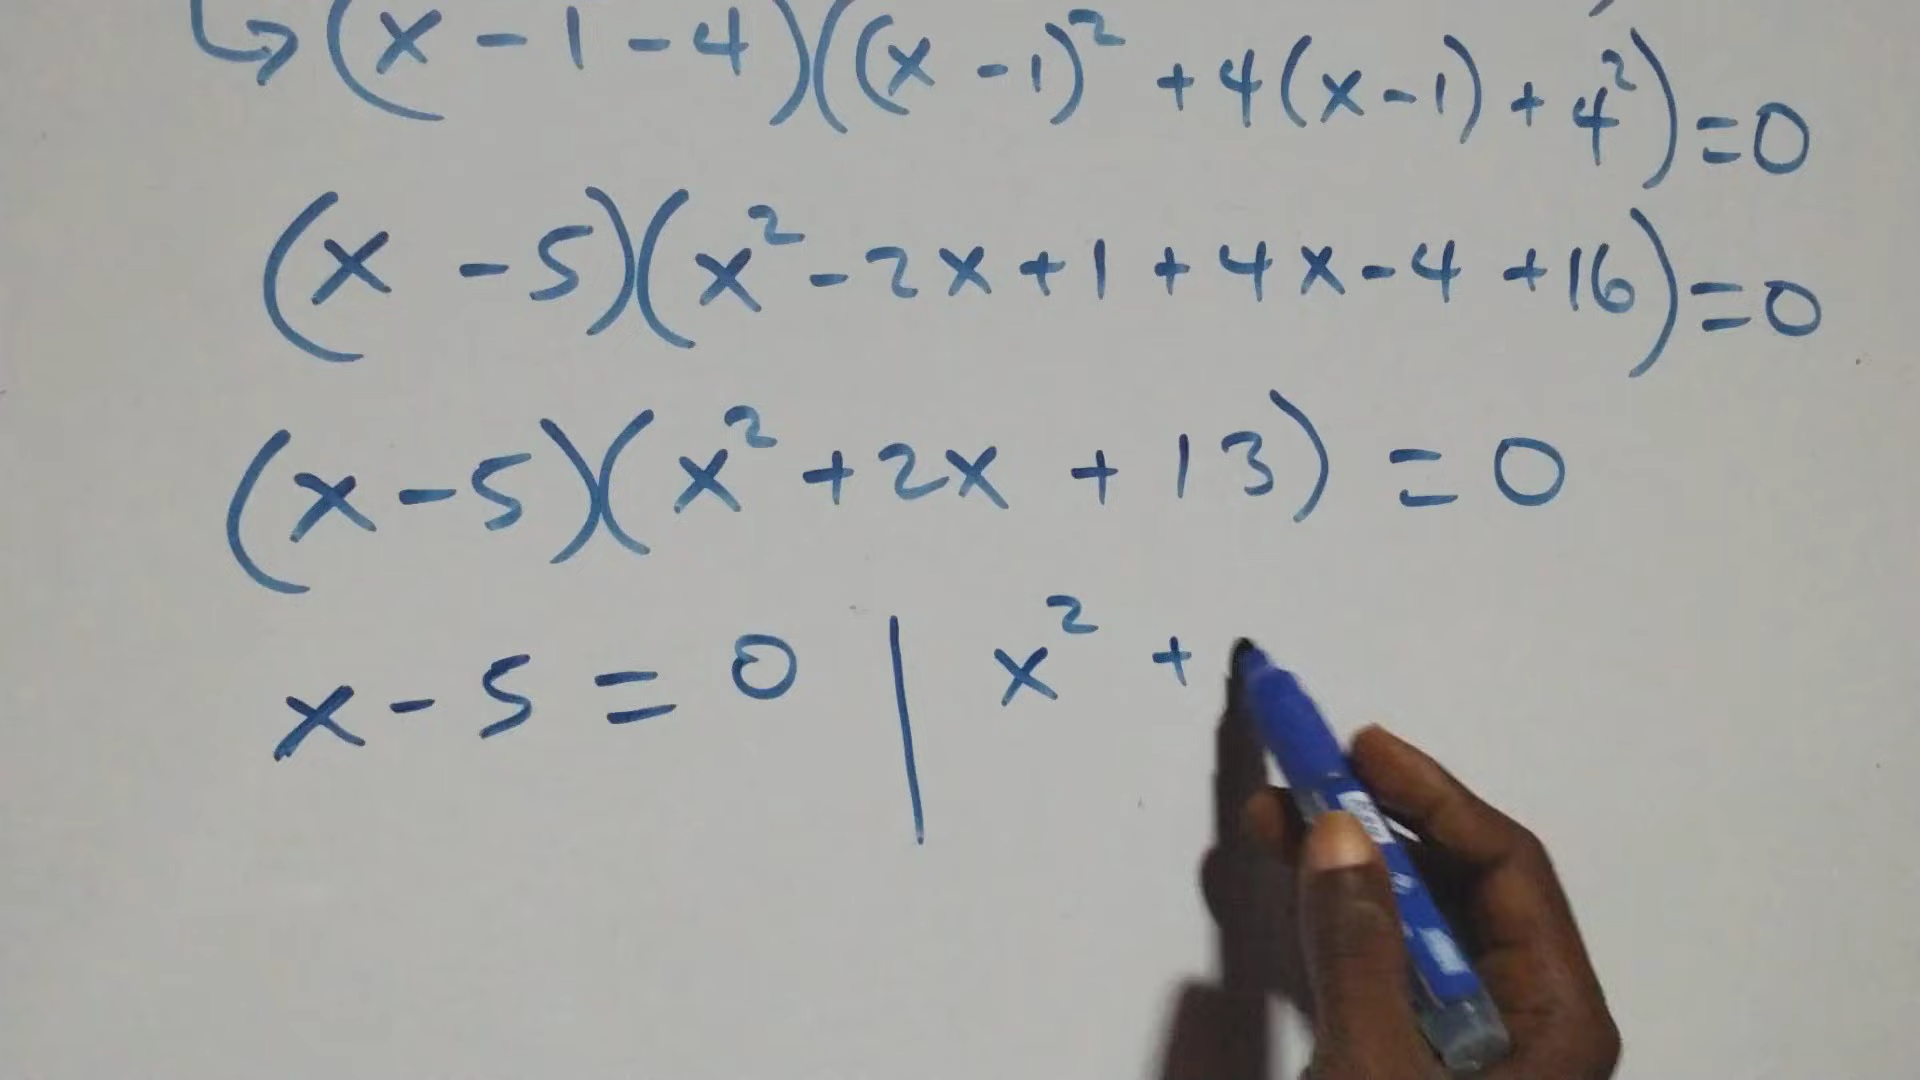 (x - 1 - 4)((x - 1)² + 4(x - 1) + 4²) = 0
(x - 5)(x² - 2x + 1 + 4x - 4 + 16) = 0
(x - 5)(x² + 2x + 13) = 0
x - 5 = 0 | x² +